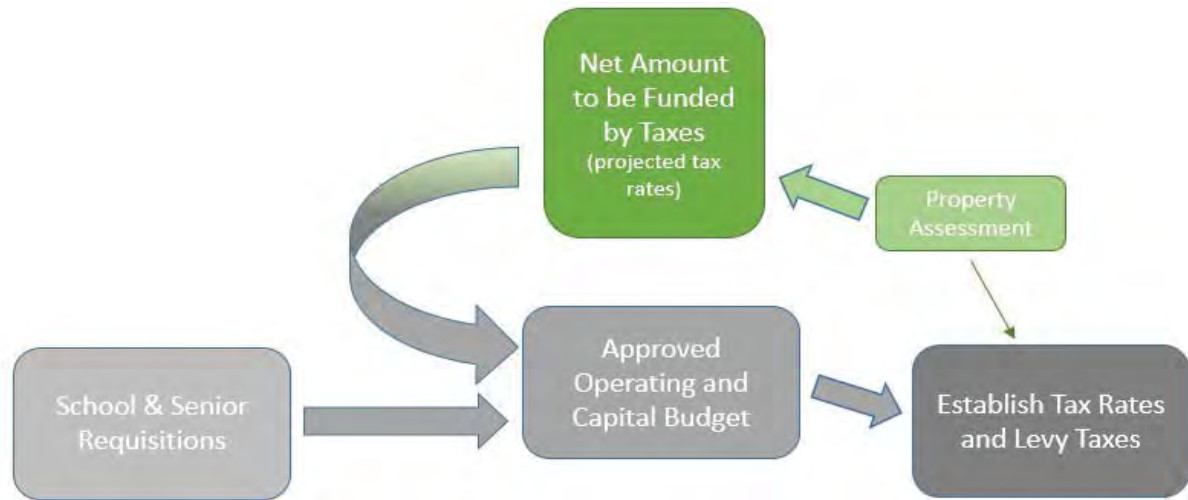 Net Amount
to be Funded
by Taxes
(projected tax
rates)
Property
Assessment
School & Senior
Requisitions
Approved
Operating and
Capital Budget
Establish Tax Rates
and Levy Taxes